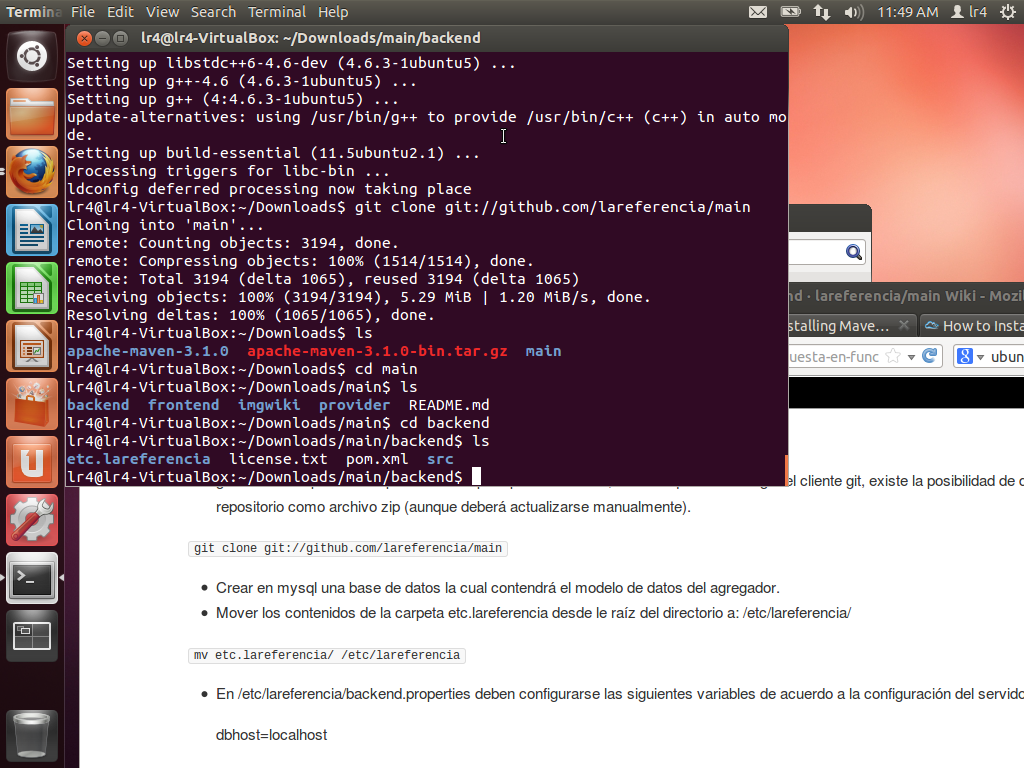 Termin File Edit View Search Terminal Help 11:49 AM lr4
lr4@lr4-VirtualBox: ~/Downloads/main/backend
Setting up libstdc++6-4.6-dev (4.6.3-1ubuntu5) ...
Setting up g++-4.6 (4.6.3-1ubuntu5) ...
Setting up g++ (4:4.6.3-1ubuntu5) ...
update-alternatives: using /usr/bin/g++ to provide /usr/bin/c++ (c++) in auto mo
de.
Setting up build-essential (11.5ubuntu2.1) ...
Processing triggers for libc-bin ...
ldconfig deferred processing now taking place
lr4@lr4-VirtualBox:~/Downloads$ git clone git://github.com/lareferencia/main
Cloning into 'main'...
remote: Counting objects: 3194, done.
remote: Compressing objects: 100% (1514/1514), done.
remote: Total 3194 (delta 1065), reused 3194 (delta 1065)
Receiving objects: 100% (3194/3194), 5.29 MiB | 1.20 MiB/s, done.
Resolving deltas: 100% (1065/1065), done.
lr4@lr4-VirtualBox:~/Downloads$ ls
apache-maven-3.1.0 apache-maven-3.1.0-bin.tar.gz main
lr4@lr4-VirtualBox:~/Downloads$ cd main
lr4@lr4-VirtualBox:~/Downloads/main$ ls
backend frontend imgwiki provider README.md
lr4@lr4-VirtualBox:~/Downloads/main$ cd backend
lr4@lr4-VirtualBox:~/Downloads/main/backend$ ls
etc.lareferencia license.txt pom.xml src
lr4@lr4-VirtualBox:~/Downloads/main/backend$
nd · lareferencia/main Wiki - Mozil
stalling Mave... How to Insta
uesta-en-func 8 ubun
el cliente git, existe la posibilidad de
repositorio como archivo zip (aunque deberá actualizarse manualmente).
git clone git://github.com/lareferencia/main
• Crear en mysql una base de datos la cual contendrá el modelo de datos del agregador.
• Mover los contenidos de la carpeta etc.lareferencia desde le raíz del directorio a: /etc/lareferencia/
mv etc.lareferencia/ /etc/lareferencia
• En /etc/lareferencia/backend.properties deben configurarse las siguientes variables de acuerdo a la configuración del servido
dbhost=localhost